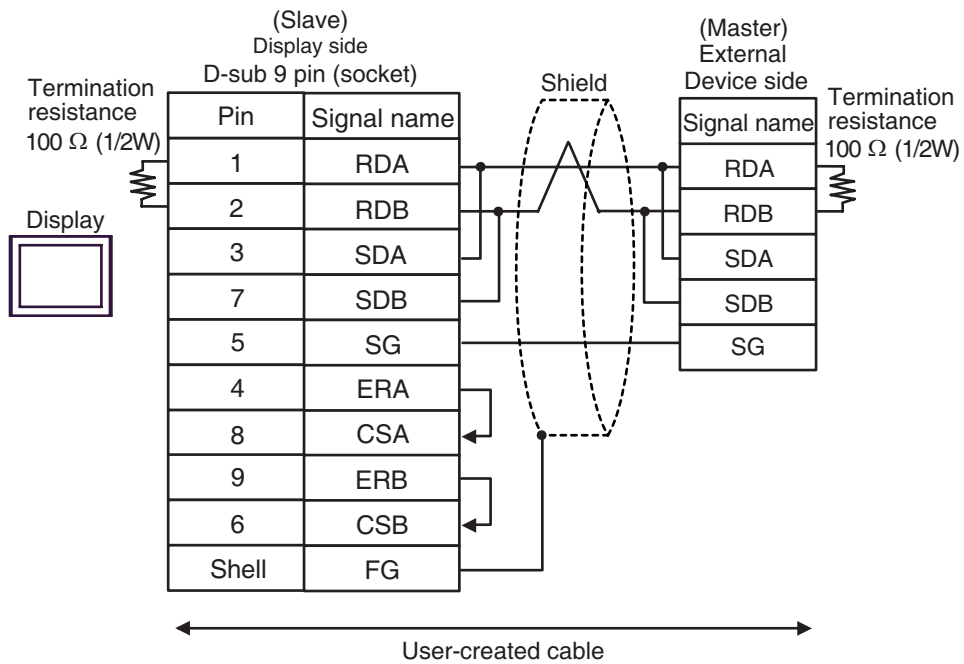 (Slave)
Display side
D-sub 9 pin (socket)
(Master)
External
Device side
Termination
resistance
100 Ω (1/2W)
Shield
Termination
resistance
100 Ω (1/2W)
Display
Pin Signal name
1 RDA
2 RDB
3 SDA
7 SDB
5 SG
4 ERA
8 CSA
9 ERB
6 CSB
Shell FG
Signal name
RDA
RDB
SDA
SDB
SG
User-created cable